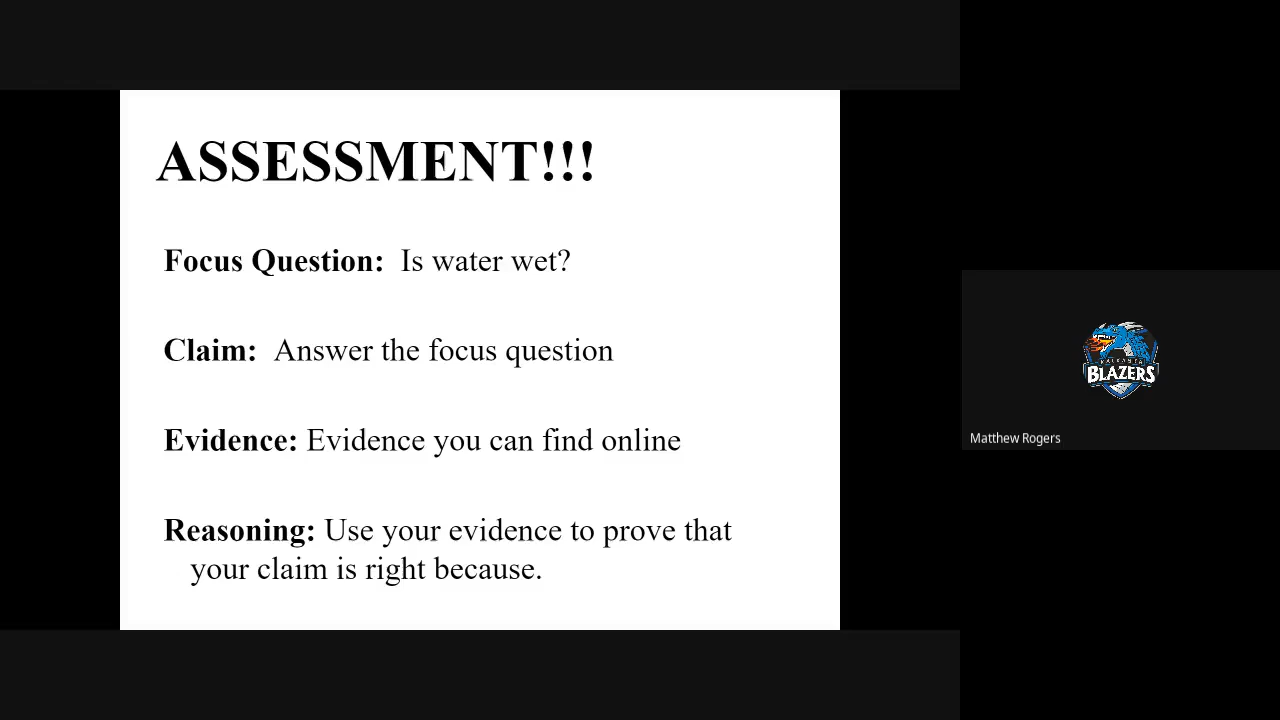 ASSESSMENT!!!
Focus Question: Is water wet?
Claim: Answer the focus question
Evidence: Evidence you can find online
Reasoning: Use your evidence to prove that
your claim is right because.
KALKASKA
BLAZERS
Matthew Rogers